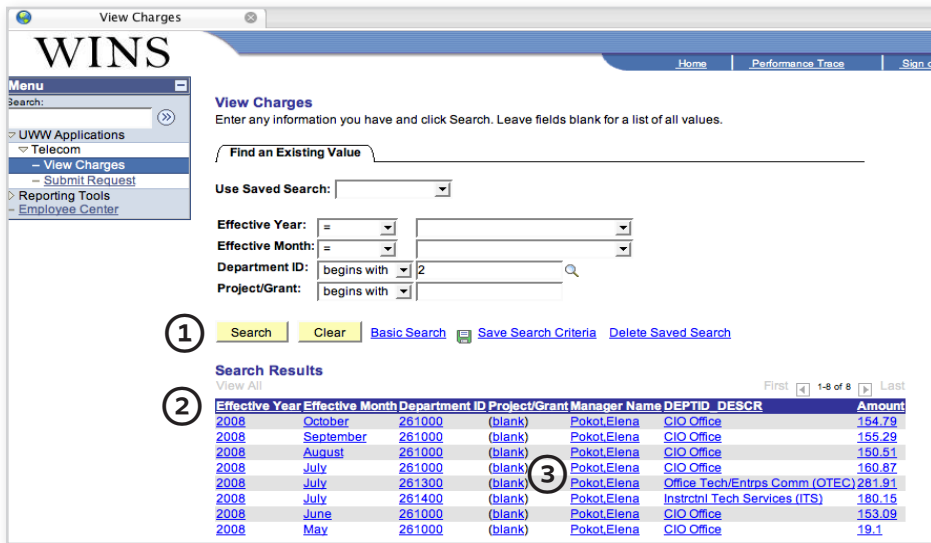 View Charges
WINS
Home Performance Trace Sign
Menu
Search:
UWW Applications
Telecom
– View Charges
– Submit Request
Reporting Tools
– Employee Center
View Charges
Enter any information you have and click Search. Leave fields blank for a list of all values.
Find an Existing Value
Use Saved Search:
Effective Year: =
Effective Month: =
Department ID: begins with 2
Project/Grant: begins with
1 Search Clear Basic Search Save Search Criteria Delete Saved Search
Search Results
View All First 1-8 of 8 Last
2
Effective Year Effective Month Department ID Project/Grant Manager Name DEPTID_DESCR Amount
2008 October 261000 (blank) Pokot,Elena CIO Office 154.79
2008 September 261000 (blank) Pokot,Elena CIO Office 155.29
2008 August 261000 (blank) Pokot,Elena CIO Office 150.51
2008 July 261000 (blank) Pokot,Elena CIO Office 160.87
3
2008 July 261300 (blank) Pokot,Elena Office Tech/Entrps Comm (OTEC) 281.91
2008 July 261400 (blank) Pokot,Elena Instrctnl Tech Services (ITS) 180.15
2008 June 261000 (blank) Pokot,Elena CIO Office 153.09
2008 May 261000 (blank) Pokot,Elena CIO Office 19.1